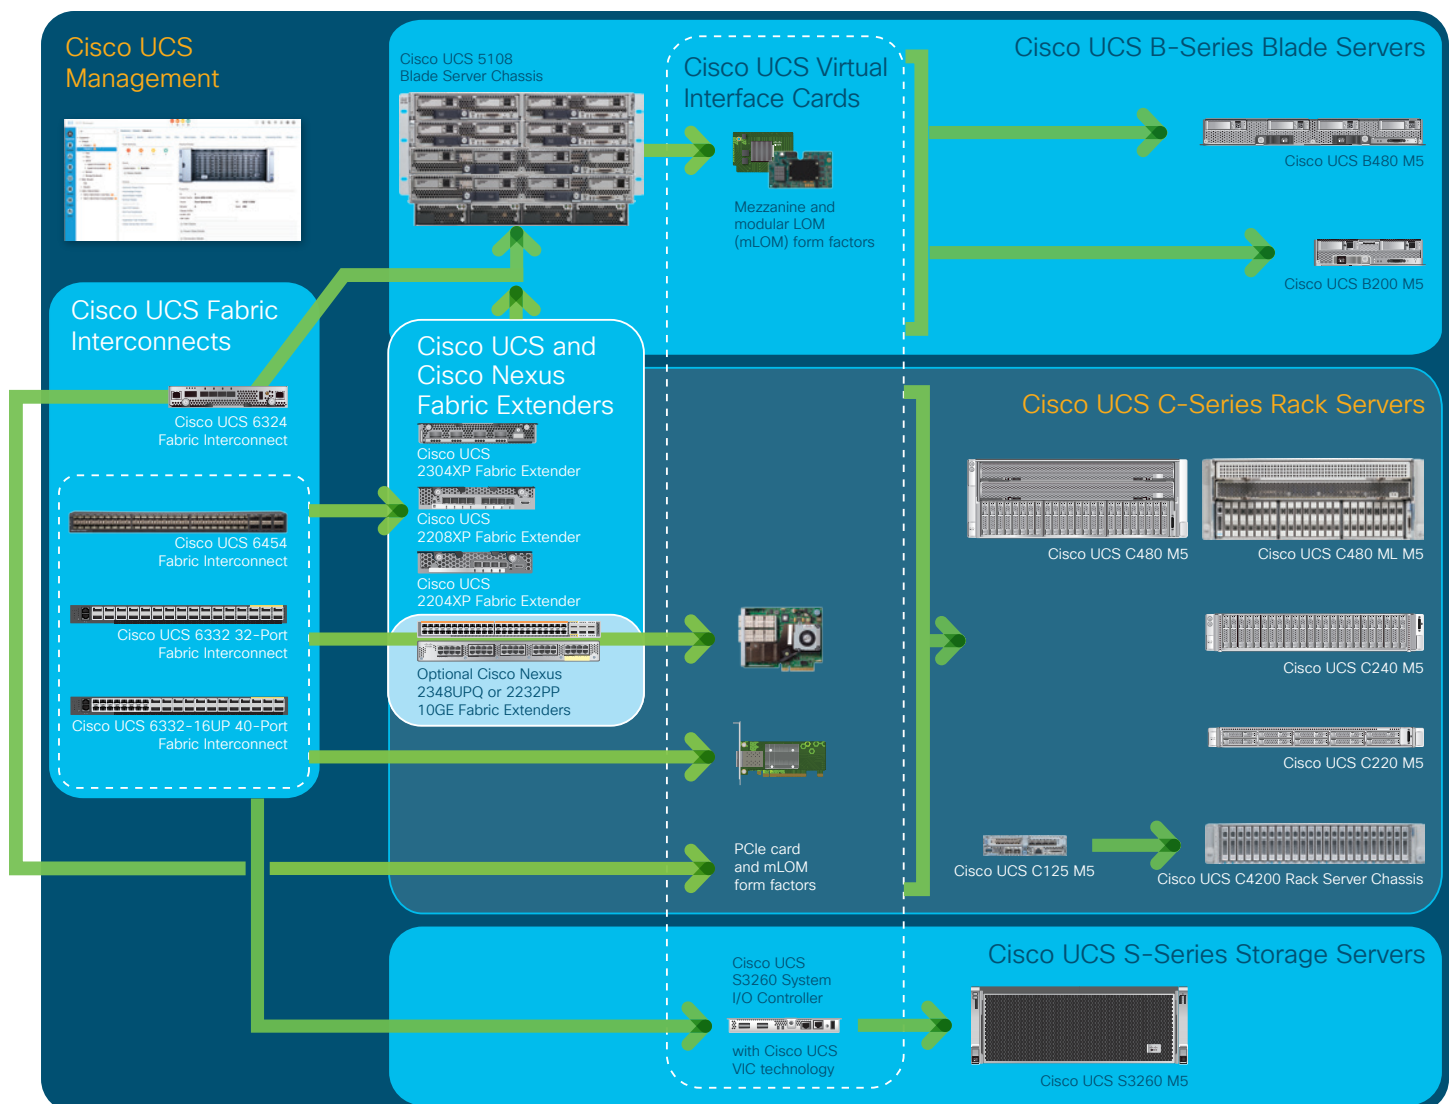 Cisco UCS
Management
Cisco UCS 5108
Blade Server Chassis
Cisco UCS Virtual
Interface Cards
Mezzanine and
modular LOM
(mLOM) form factors
Cisco UCS B-Series Blade Servers
Cisco UCS B480 M5
Cisco UCS B200 M5
Cisco UCS Fabric
Interconnects
Cisco UCS 6324
Fabric Interconnect
Cisco UCS 6454
Fabric Interconnect
Cisco UCS 6332 32-Port
Fabric Interconnect
Cisco UCS 6332-16UP 40-Port
Fabric Interconnect
Cisco UCS and
Cisco Nexus
Fabric Extenders
Cisco UCS
2304XP Fabric Extender
Cisco UCS
2208XP Fabric Extender
Cisco UCS
2204XP Fabric Extender
Optional Cisco Nexus
2348UPQ or 2232PP
10GE Fabric Extenders
PCIe card
and mLOM
form factors
Cisco UCS C-Series Rack Servers
Cisco UCS C480 M5
Cisco UCS C480 ML M5
Cisco UCS C240 M5
Cisco UCS C220 M5
Cisco UCS C125 M5
Cisco UCS C4200 Rack Server Chassis
Cisco UCS S-Series Storage Servers
Cisco UCS
S3260 System
I/O Controller
with Cisco UCS
VIC technology
Cisco UCS S3260 M5